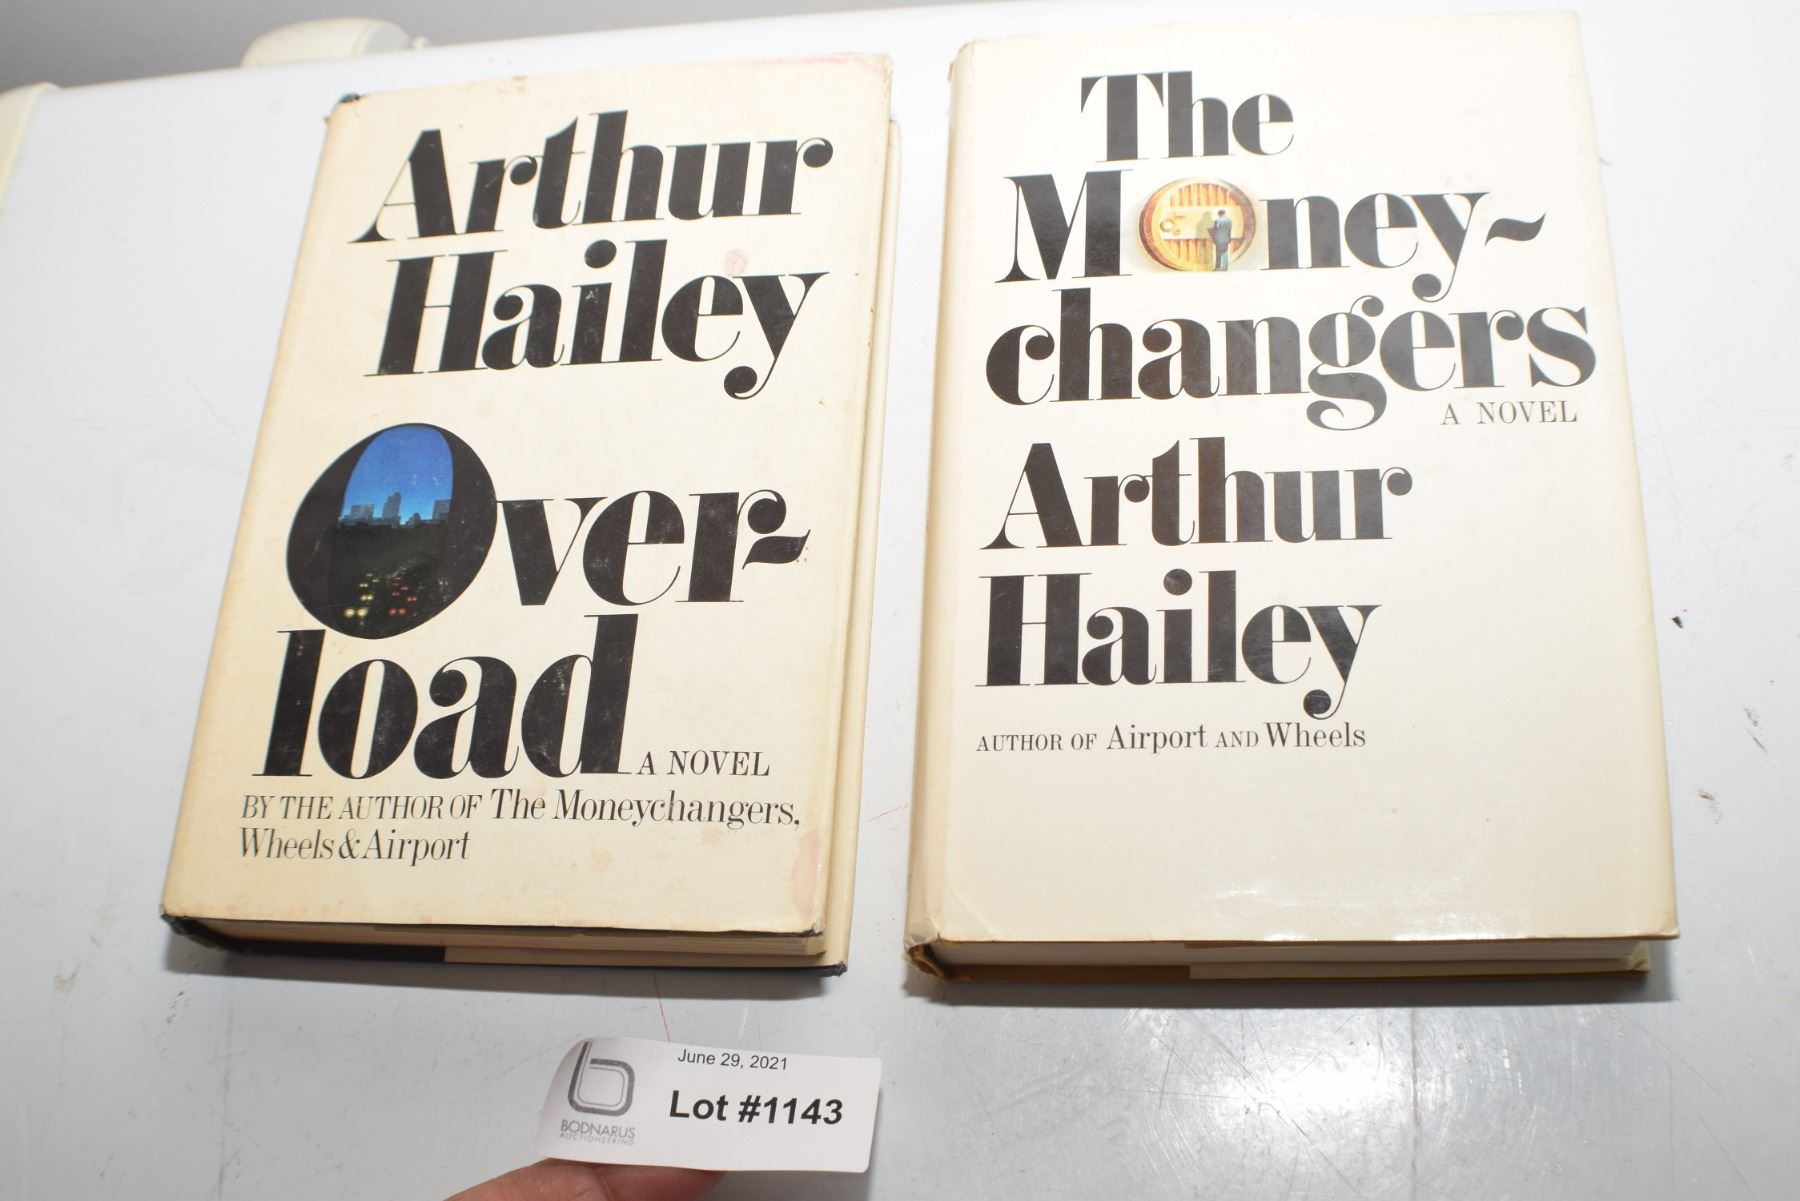 Arthur
Hailey
Over-
load
A NOVEL
BY THE AUTHOR OF The Moneychangers,
Wheels & Airport
The
Money-
changers
A NOVEL
Arthur
Hailey
AUTHOR OF Airport AND Wheels
June 29, 2021
Lot #1143
b
BODNARUS
AUCTIONEERING